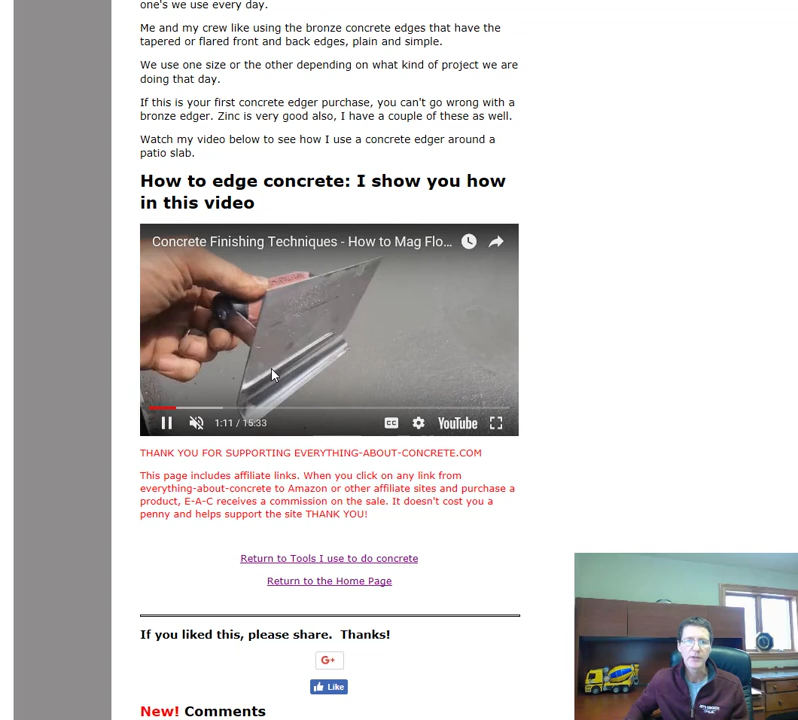 one's we use every day.
Me and my crew like using the bronze concrete edges that have the
tapered or flared front and back edges, plain and simple.
We use one size or the other depending on what kind of project we are
doing that day.
If this is your first concrete edger purchase, you can't go wrong with a
bronze edger. Zinc is very good also, I have a couple of these as well.
Watch my video below to see how I use a concrete edger around a
patio slab.
How to edge concrete: I show you how
in this video
Concrete Finishing Techniques - How to Mag Flo...
1:11 / 15:33
CC
YouTube
THANK YOU FOR SUPPORTING EVERYTHING-ABOUT-CONCRETE.COM
This page includes affiliate links. When you click on any link from
everything-about-concrete to Amazon or other affiliate sites and purchase a
product, E-A-C receives a commission on the sale. It doesn't cost you a
penny and helps support the site THANK YOU!
Return to Tools I use to do concrete
Return to the Home Page
If you liked this, please share. Thanks!
G+
Like
New! Comments